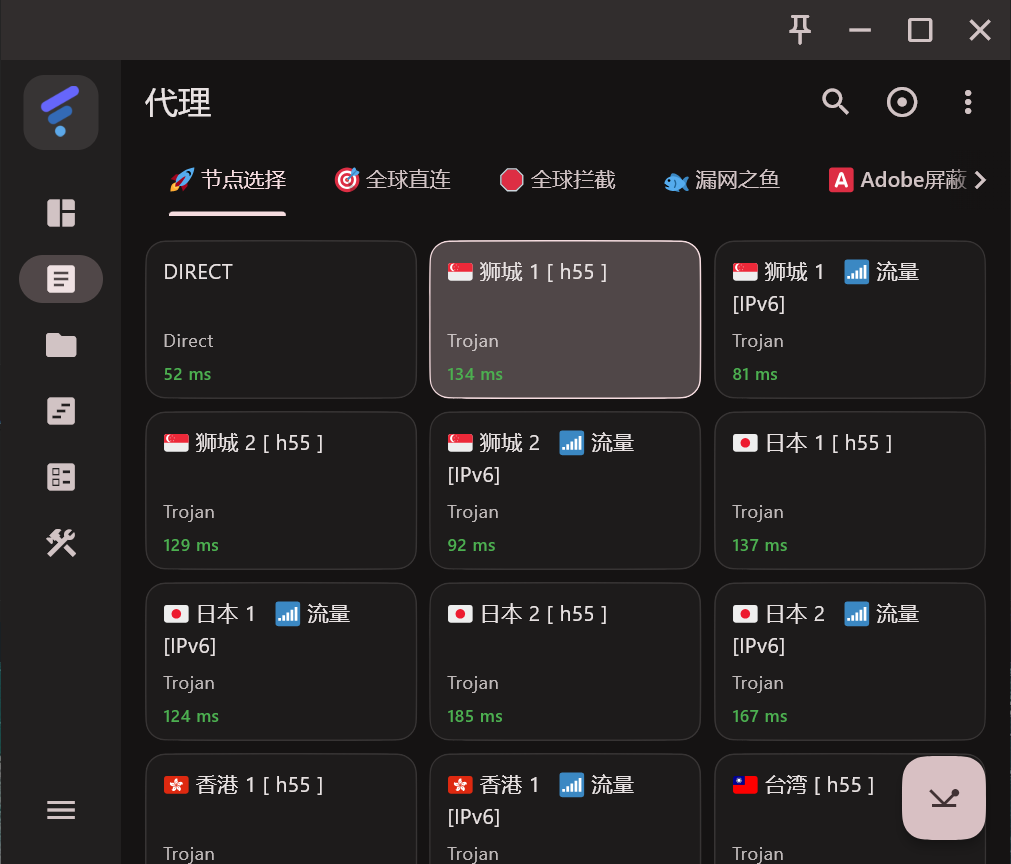 代理
节点选择
全球直连
全球拦截
漏网之鱼
A Adobe屏蔽
DIRECT
Direct
52 ms
狮城 1 [ h55 ]
Trojan
134 ms
狮城 1 流量
[IPv6]
Trojan
81 ms
狮城 2 [ h55 ]
Trojan
129 ms
狮城 2 流量
[IPv6]
Trojan
92 ms
日本 1 [ h55 ]
Trojan
137 ms
日本 1 流量
[IPv6]
Trojan
124 ms
日本 2 [ h55 ]
Trojan
185 ms
日本 2 流量
[IPv6]
Trojan
167 ms
香港 1 [ h55 ]
Trojan
香港 1 流量
[IPv6]
Trojan
台湾 [ h55 ]
Trojan